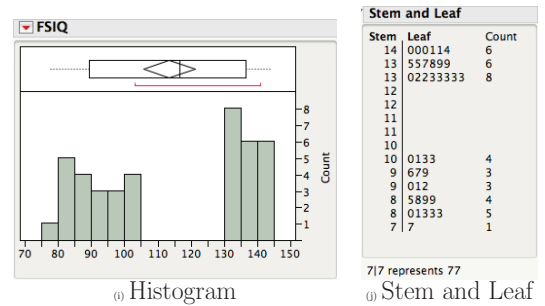 FSIQ
8
7
6
5
4
3
2
1
Count
70 80 90 100 110 120 130 140 150
(i) Histogram
Stem and Leaf
Stem Leaf Count
14 000114 6
13 557899 6
13 02233333 8
12
12
11
11
10
10 0133 4
9 679 3
9 012 3
8 5899 4
8 01333 5
7 7 1
7|7 represents 77
(j) Stem and Leaf